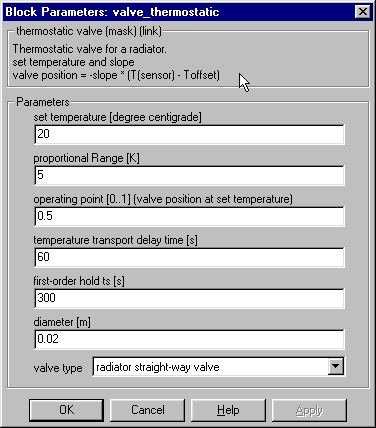 Block Parameters: valve_thermostatic
thermostatic valve (mask) (link)
Thermostatic valve for a radiator.
set temperature and slope
valve position = -slope * (T(sensor) - Toffset)
Parameters
set temperature [degree centigrade]
20
proportional Range [K]
5
operating point [0..1] (valve position at set temperature)
0.5
temperature transport delay time [s]
60
first-order hold ts [s]
300
diameter [m]
0.02
valve type radiator straight-way valve
OK Cancel Help Apply